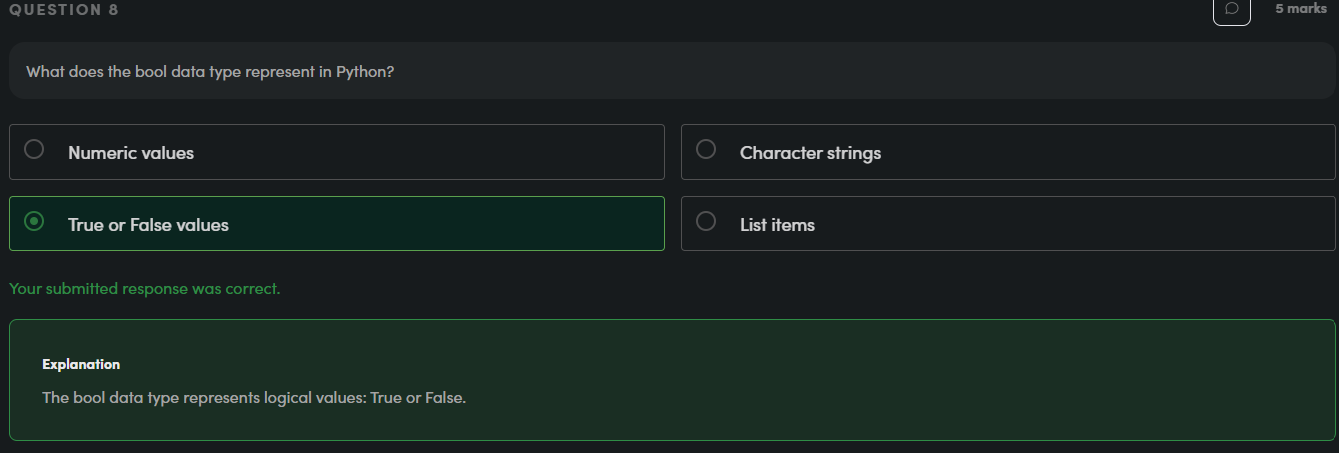 QUESTION 8
5 marks
What does the bool data type represent in Python?
Numeric values
Character strings
True or False values
List items
Your submitted response was correct.
Explanation
The bool data type represents logical values: True or False.